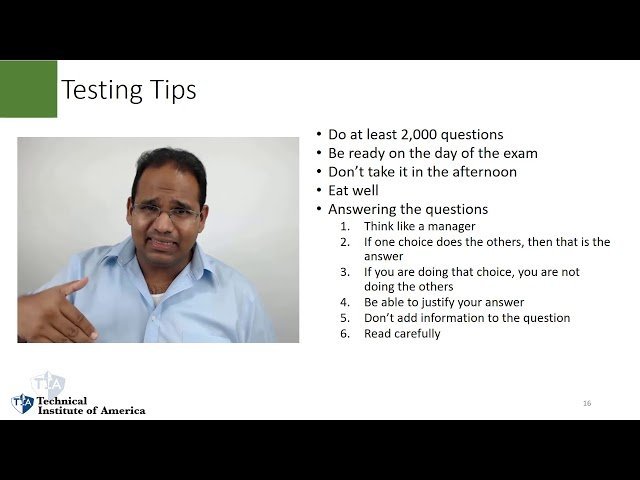 Testing Tips
• Do at least 2,000 questions
• Be ready on the day of the exam
• Don't take it in the afternoon
• Eat well
• Answering the questions
1. Think like a manager
2. If one choice does the others, then that is the
answer
3. If you are doing that choice, you are not
doing the others
4. Be able to justify your answer
5. Don't add information to the question
6. Read carefully
TIA
TIA
Technical
Institute of America
16